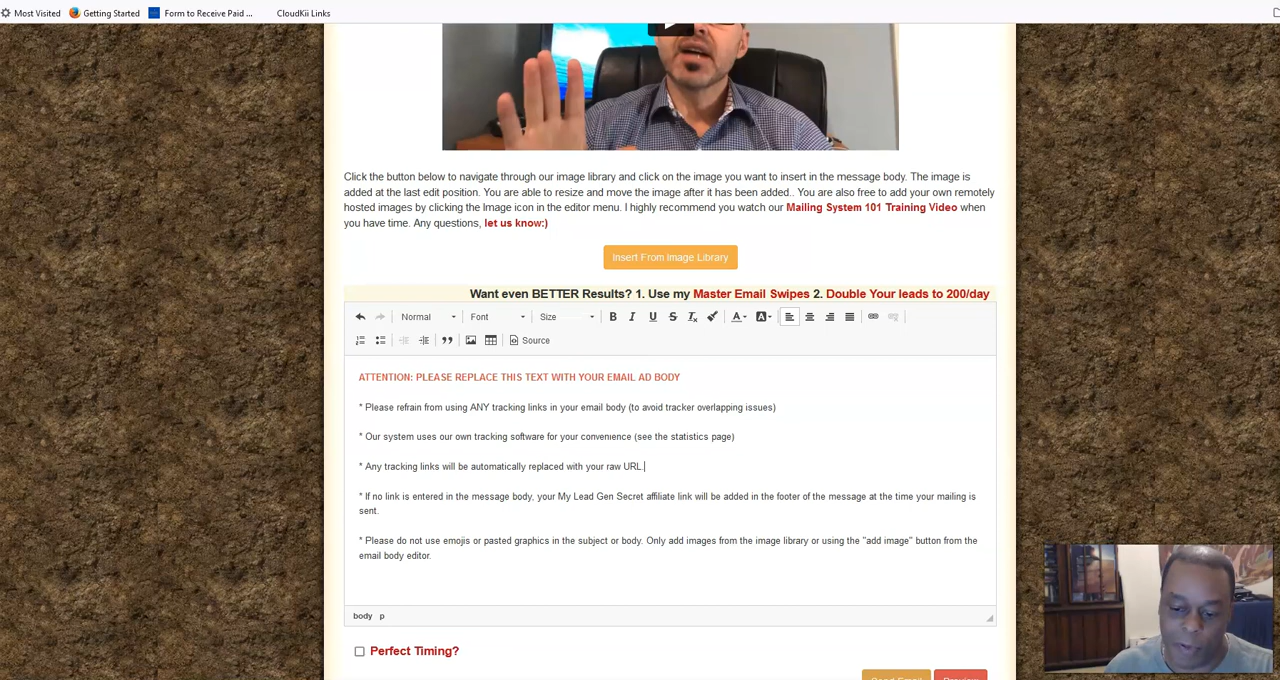 Most Visited Getting Started Form to Receive Paid ... CloudKii Links
Click the button below to navigate through our image library and click on the image you want to insert in the message body. The image is
added at the last edit position. You are able to resize and move the image after it has been added.. You are also free to add your own remotely
hosted images by clicking the Image icon in the editor menu. I highly recommend you watch our Mailing System 101 Training Video when
you have time. Any questions, let us know:)
Insert From Image Library
Want even BETTER Results? 1. Use my Master Email Swipes 2. Double Your leads to 200/day
Normal Font Size B I U S Tx A A
Source
ATTENTION: PLEASE REPLACE THIS TEXT WITH YOUR EMAIL AD BODY
* Please refrain from using ANY tracking links in your email body (to avoid tracker overlapping issues)
* Our system uses our own tracking software for your convenience (see the statistics page)
* Any tracking links will be automatically replaced with your raw URL.
* If no link is entered in the message body, your My Lead Gen Secret affiliate link will be added in the footer of the message at the time your mailing is
sent.
* Please do not use emojis or pasted graphics in the subject or body. Only add images from the image library or using the "add image" button from the
email body editor.
body p
Perfect Timing?
Send Email Preview